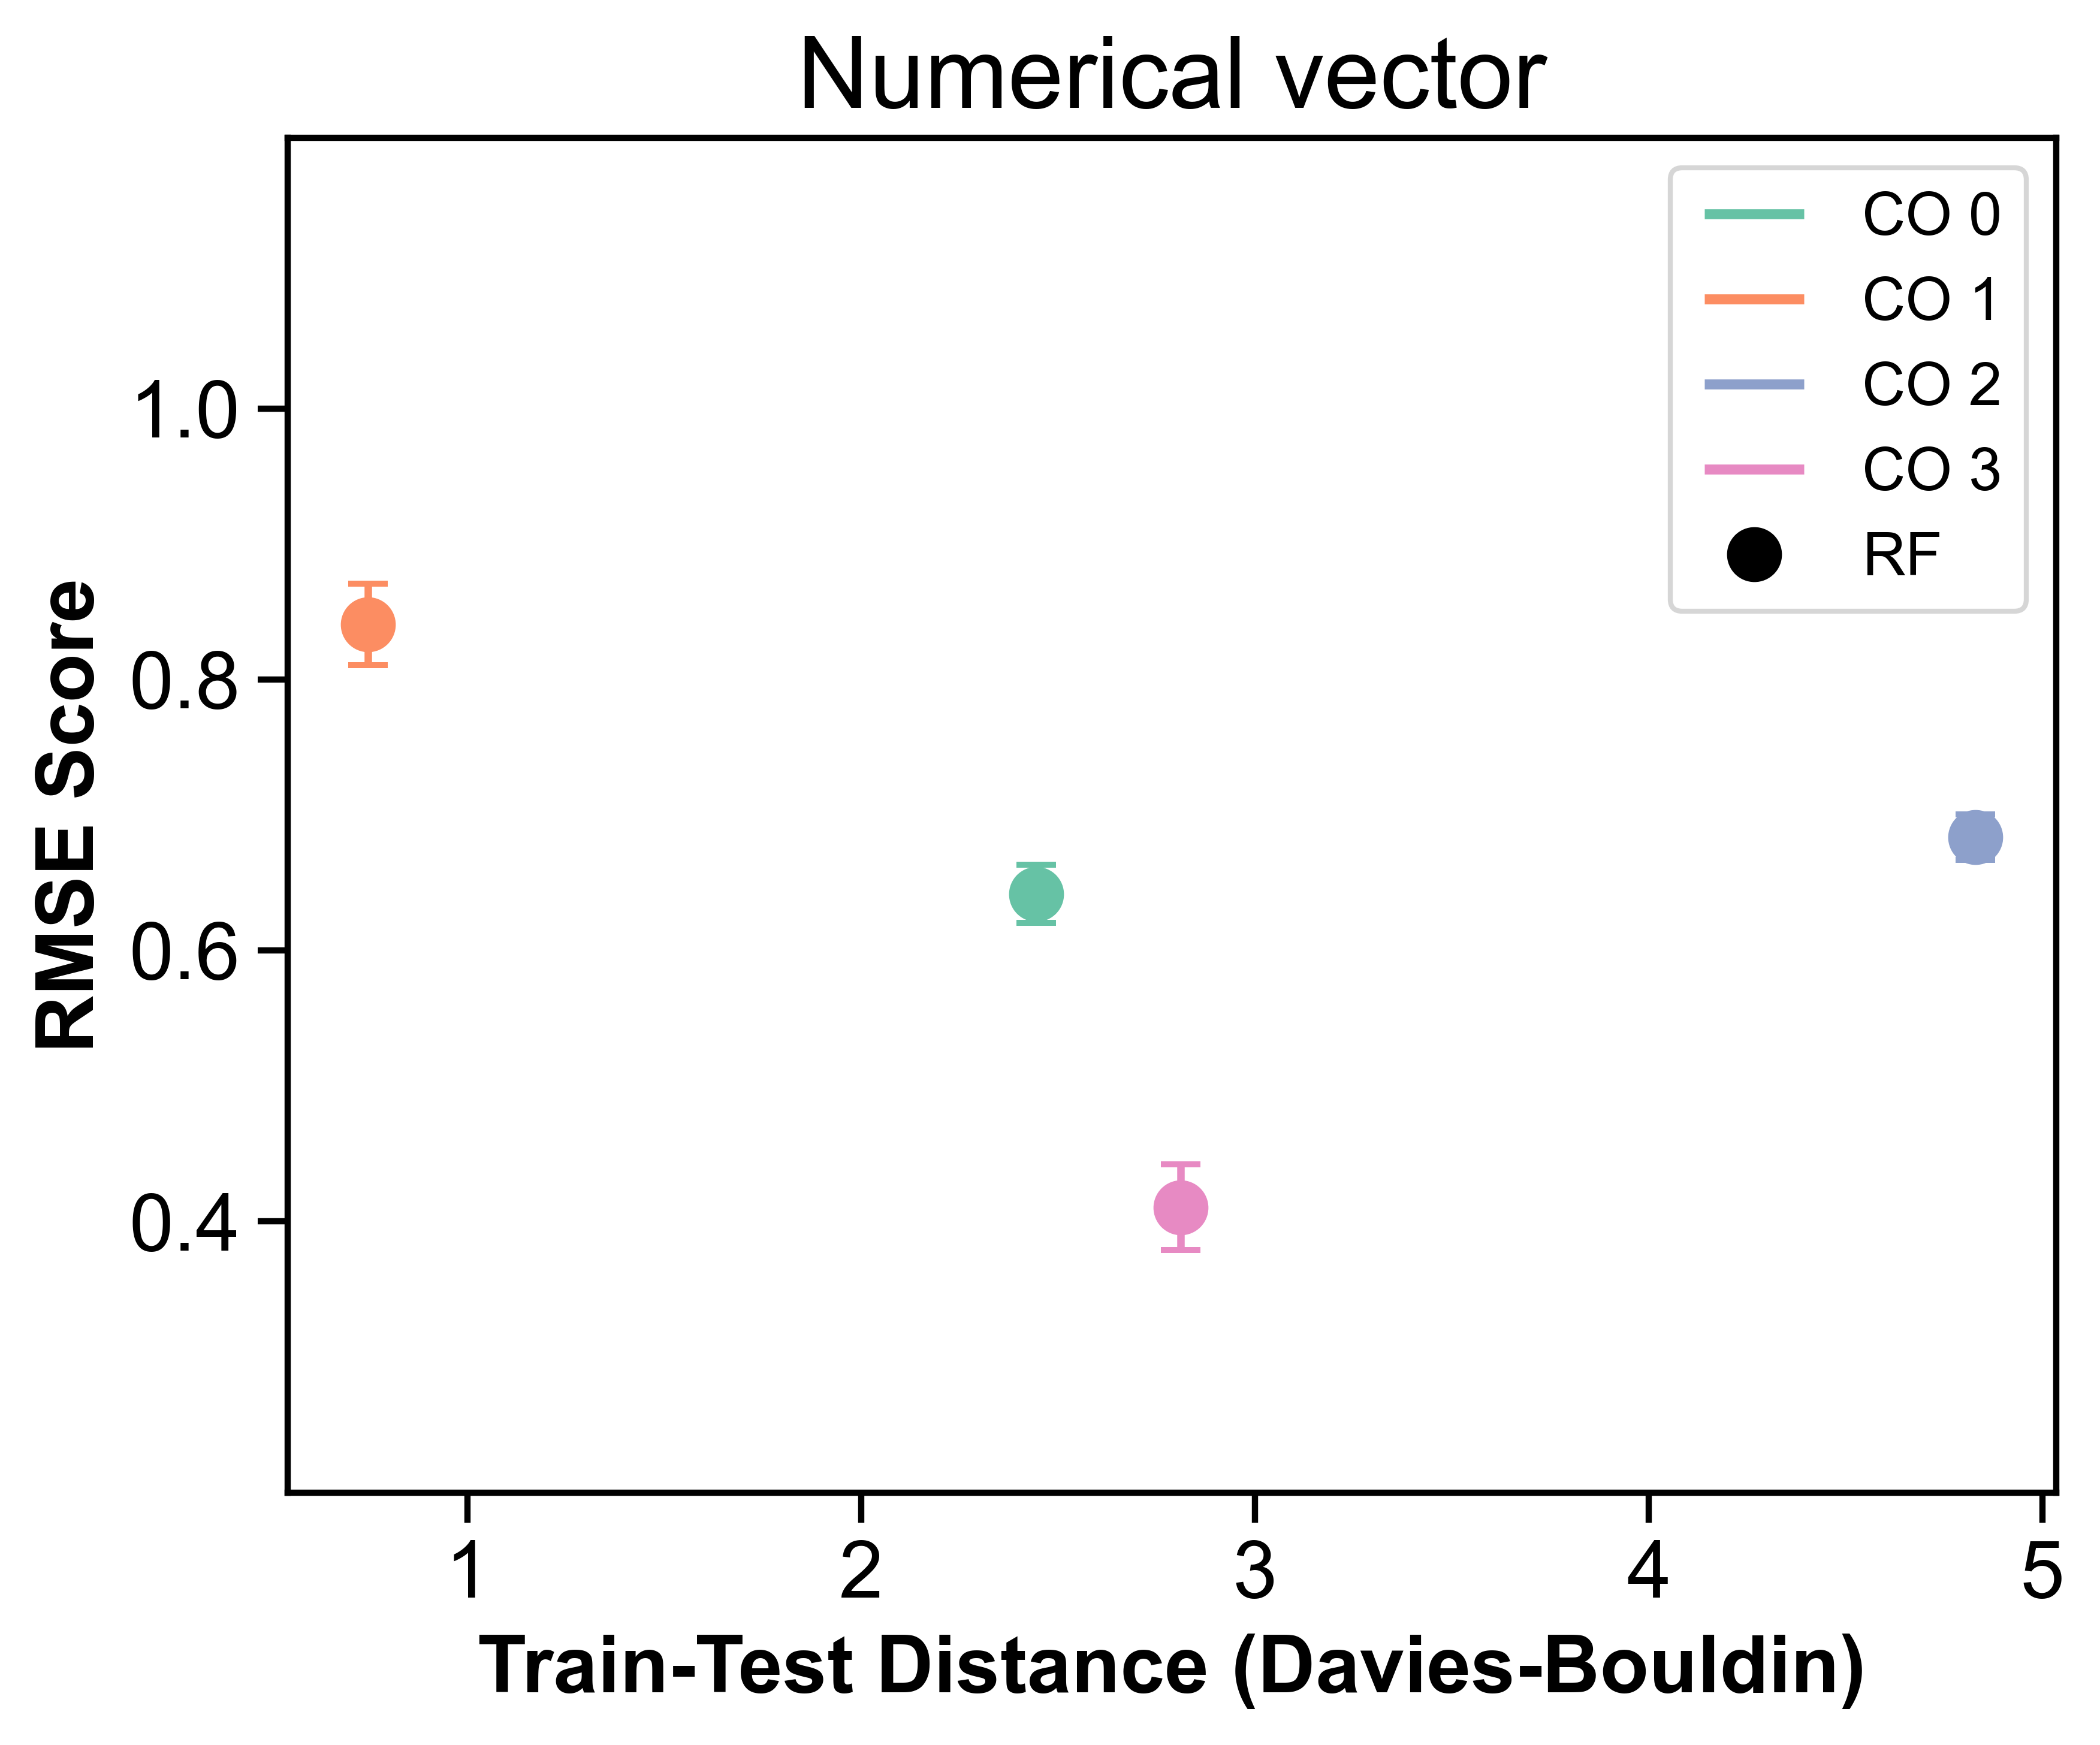 Numerical vector
CO 0
CO 1
CO 2
CO 3
RF
RMSE Score
1.0
0.8
0.6
0.4
1 2 3 4 5
Train-Test Distance (Davies-Bouldin)